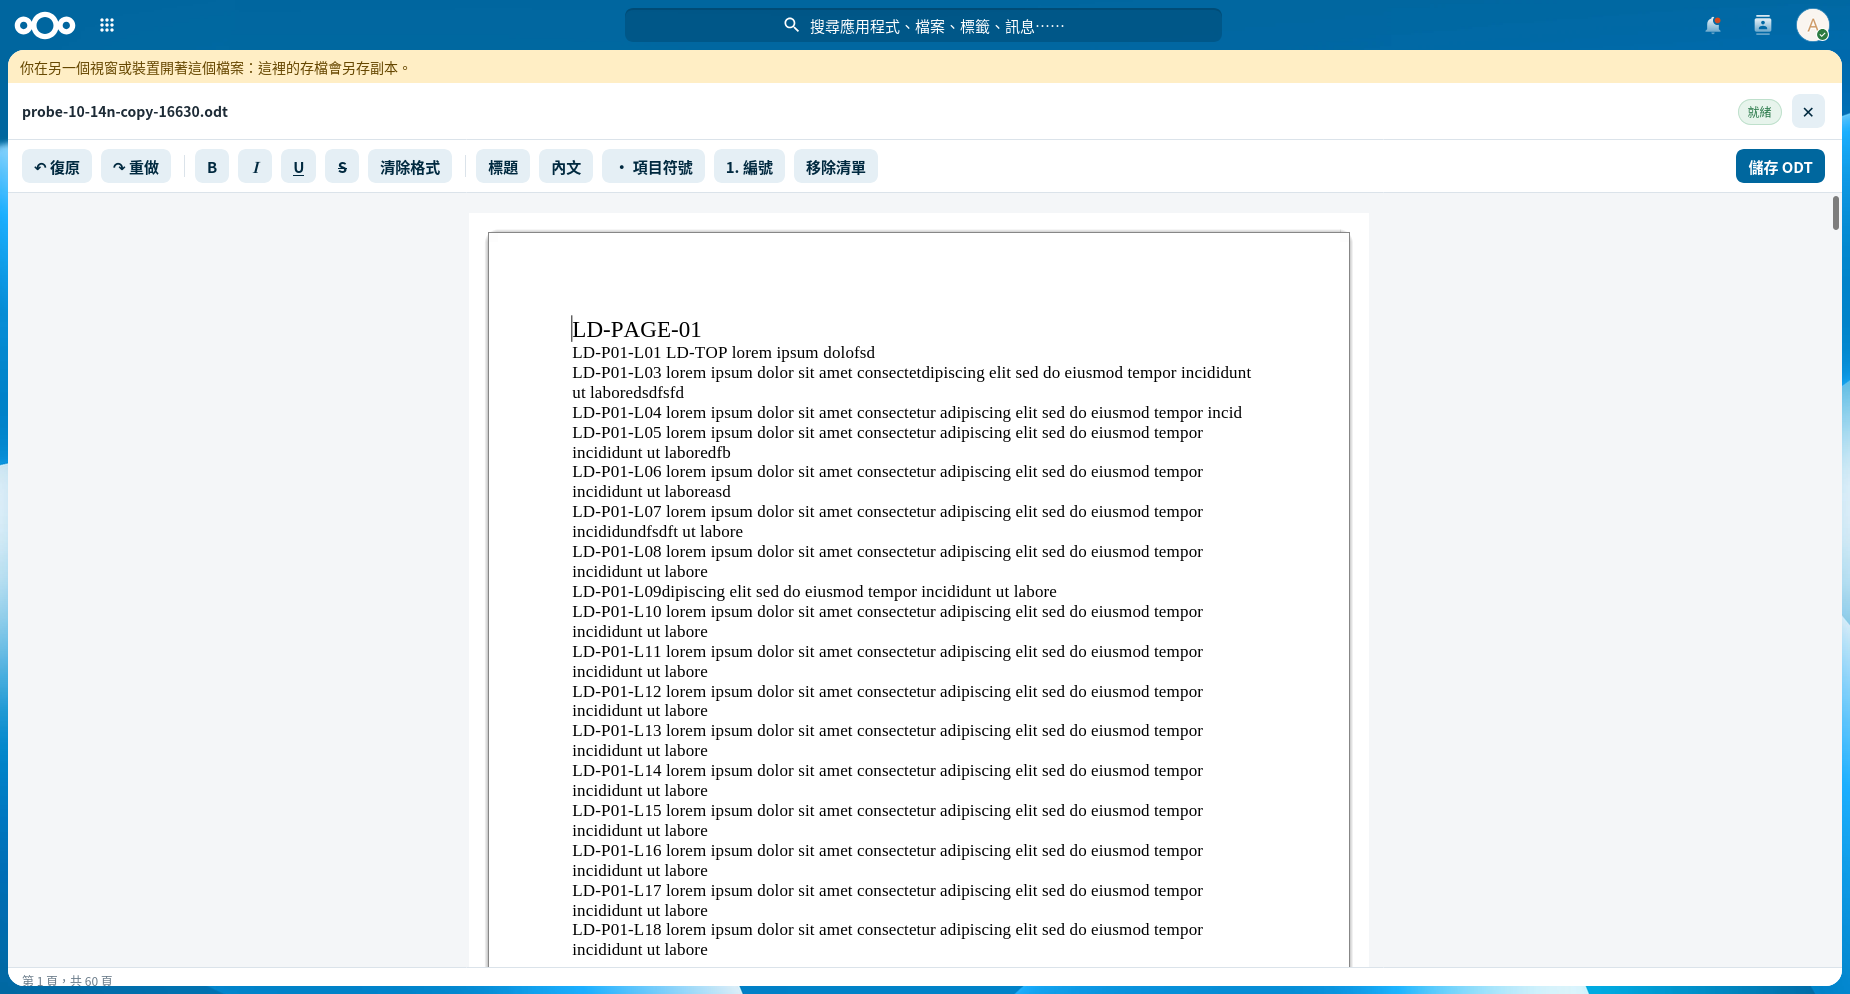 搜尋應用程式、檔案、標籤、訊息……
A
你在另一個視窗或裝置開著這個檔案：這裡的存檔會另存副本。
probe-10-14n-copy-16630.odt
就緒
×
↶ 復原 ↷ 重做 B I U S 清除格式 標題 內文 • 項目符號 1. 編號 移除清單 儲存 ODT
LD-PAGE-01
LD-P01-L01 LD-TOP lorem ipsum dolofsd
LD-P01-L03 lorem ipsum dolor sit amet consectetdipiscing elit sed do eiusmod tempor incididunt
ut laboredsdfsfd
LD-P01-L04 lorem ipsum dolor sit amet consectetur adipiscing elit sed do eiusmod tempor incid
LD-P01-L05 lorem ipsum dolor sit amet consectetur adipiscing elit sed do eiusmod tempor
incididunt ut laboredfb
LD-P01-L06 lorem ipsum dolor sit amet consectetur adipiscing elit sed do eiusmod tempor
incididunt ut laboreasd
LD-P01-L07 lorem ipsum dolor sit amet consectetur adipiscing elit sed do eiusmod tempor
incididundfsdft ut labore
LD-P01-L08 lorem ipsum dolor sit amet consectetur adipiscing elit sed do eiusmod tempor
incididunt ut labore
LD-P01-L09dipiscing elit sed do eiusmod tempor incididunt ut labore
LD-P01-L10 lorem ipsum dolor sit amet consectetur adipiscing elit sed do eiusmod tempor
incididunt ut labore
LD-P01-L11 lorem ipsum dolor sit amet consectetur adipiscing elit sed do eiusmod tempor
incididunt ut labore
LD-P01-L12 lorem ipsum dolor sit amet consectetur adipiscing elit sed do eiusmod tempor
incididunt ut labore
LD-P01-L13 lorem ipsum dolor sit amet consectetur adipiscing elit sed do eiusmod tempor
incididunt ut labore
LD-P01-L14 lorem ipsum dolor sit amet consectetur adipiscing elit sed do eiusmod tempor
incididunt ut labore
LD-P01-L15 lorem ipsum dolor sit amet consectetur adipiscing elit sed do eiusmod tempor
incididunt ut labore
LD-P01-L16 lorem ipsum dolor sit amet consectetur adipiscing elit sed do eiusmod tempor
incididunt ut labore
LD-P01-L17 lorem ipsum dolor sit amet consectetur adipiscing elit sed do eiusmod tempor
incididunt ut labore
LD-P01-L18 lorem ipsum dolor sit amet consectetur adipiscing elit sed do eiusmod tempor
incididunt ut labore
第 1 頁，共 60 頁